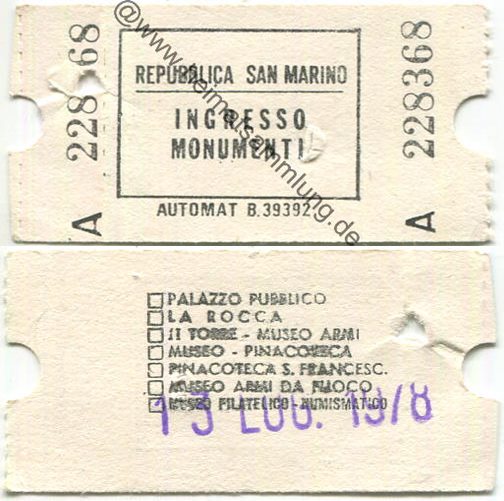 228368
A
REPUBBLICA SAN MARINO
INGRESSO
MONUMENTI
AUTOMAT B.39392
228368
A
@www.heimatsammlung.de
PALAZZO PUBBLICO
LA ROCCA
II TORRE - MUSEO ARMI
MUSEO - PINACOTECA
PINACOTECA S. FRANCESC.
MUSEO ARMI DA FUOCO
MUSEO FILATELICO - NUMISMATICO
13 LUG. 1978